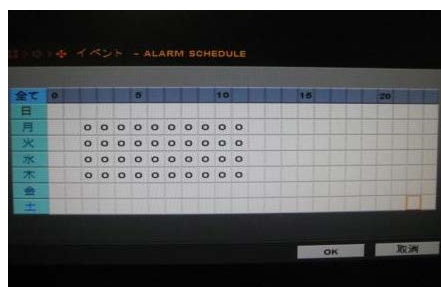 イベント - ALARM SCHEDULE
全て 0 5 10 15 20
日
月 O O O O O O O O O O
火 O O O O O O O O O O
水 O O O O O O O O O O
木 O O O O O O O O O O
金
土
OK 取消